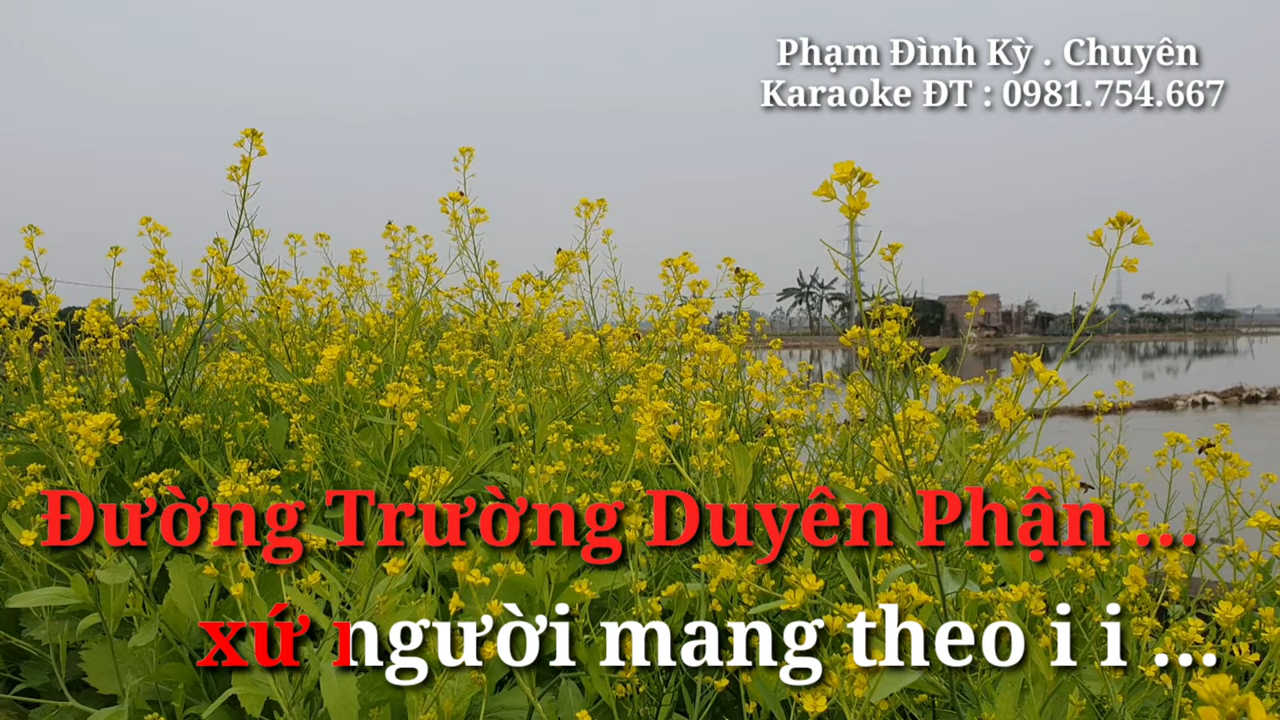 Phạm Đình Kỳ . Chuyên
Karaoke ĐT : 0981.754.667
Đường Trường Duyên Phận ...
xứ người mang theo i i ...